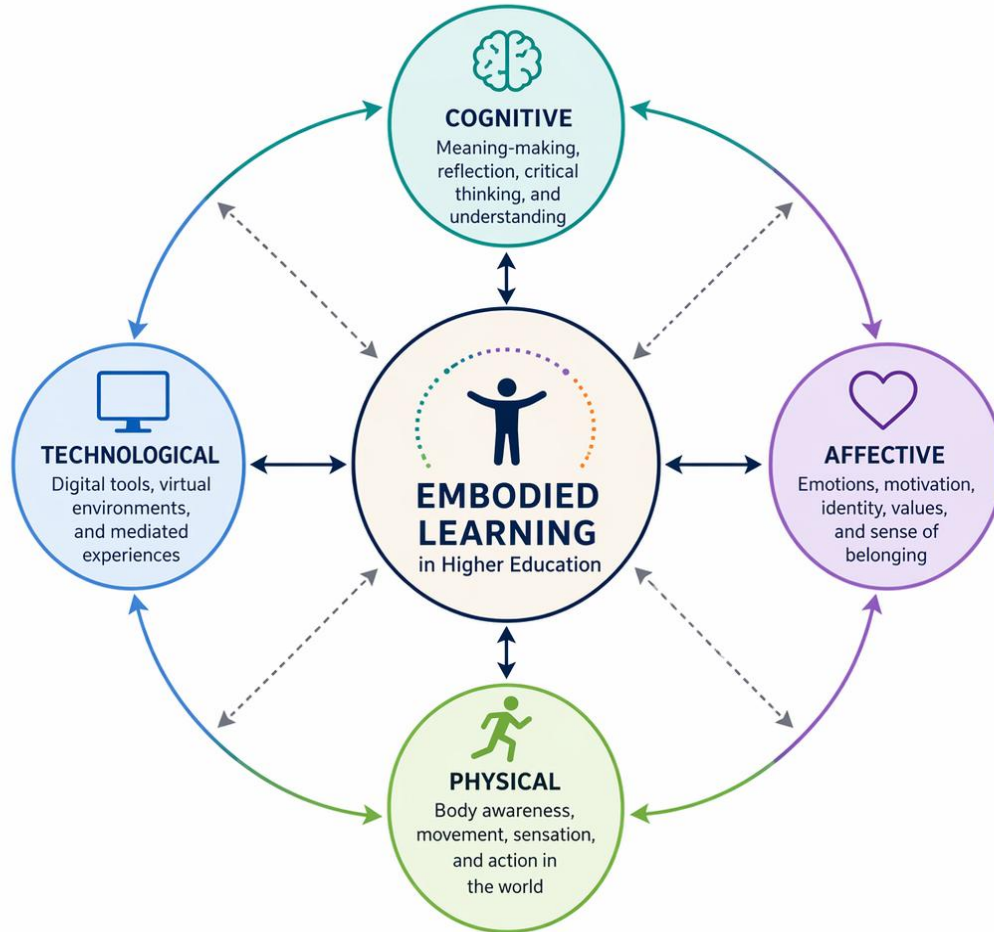 COGNITIVE
Meaning-making,
reflection, critical
thinking, and
understanding
TECHNOLOGICAL
Digital tools, virtual
environments,
and mediated
experiences
EMBODIED
LEARNING
in Higher Education
AFFECTIVE
Emotions, motivation,
identity, values,
and sense of
belonging
PHYSICAL
Body awareness,
movement, sensation,
and action in
the world